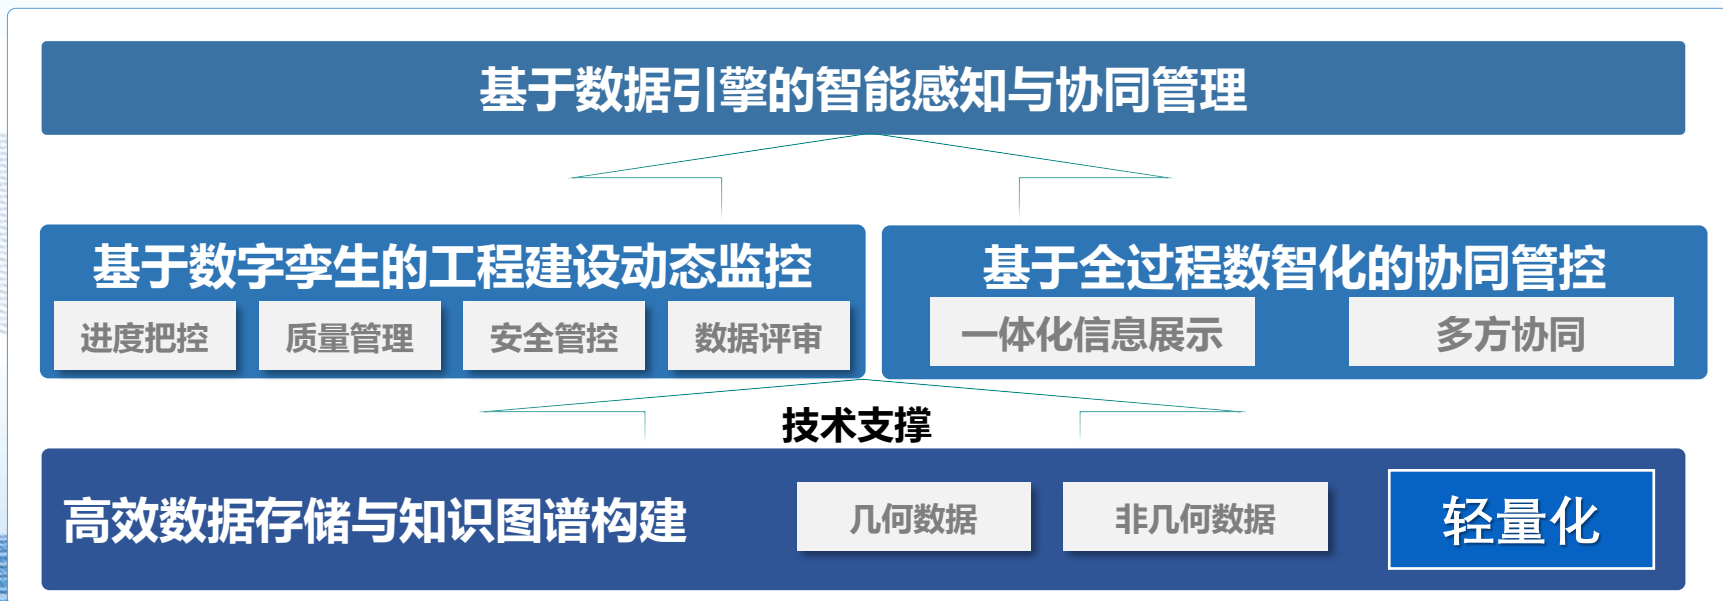 基于数据引擎的智能感知与协同管理
基于数字孪生的工程建设动态监控
进度把控
质量管理
安全管控
数据评审
基于全过程数智化的协同管控
一体化信息展示
多方协同
技术支撑
高效数据存储与知识图谱构建
几何数据
非几何数据
轻量化